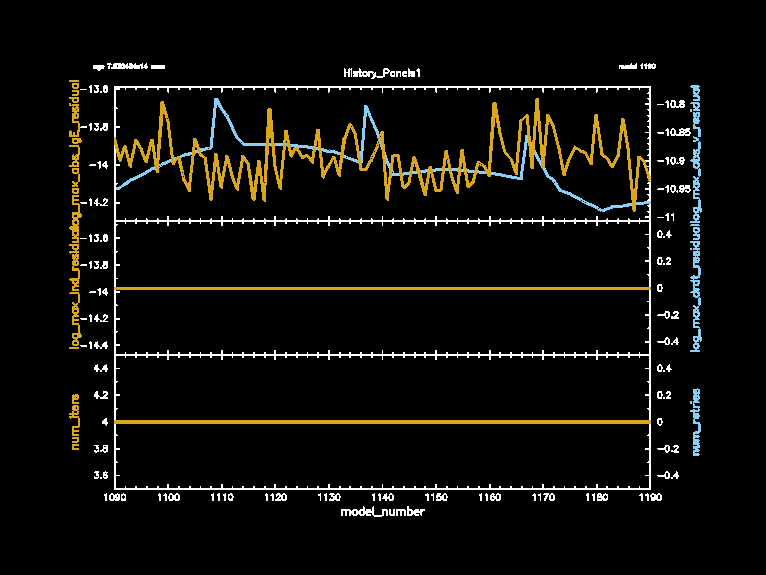 model 1190
History_Panels1
log_max_abs_lgE_residual
-13.6
-13.8
-14
-14.2
-10.8
-10.85
-10.9
-10.95
-11
log_max_abs_v_residual
log_max_lnd_residual
-13.6
-13.8
-14
-14.2
-14.4
0.4
0.2
0
-0.2
-0.4
log_max_drdt_residual
num_iters
4.4
4.2
4
3.8
3.6
0.4
0.2
0
-0.2
-0.4
num_retries
1090 1100 1110 1120 1130 1140 1150 1160 1170 1180 1190
model_number